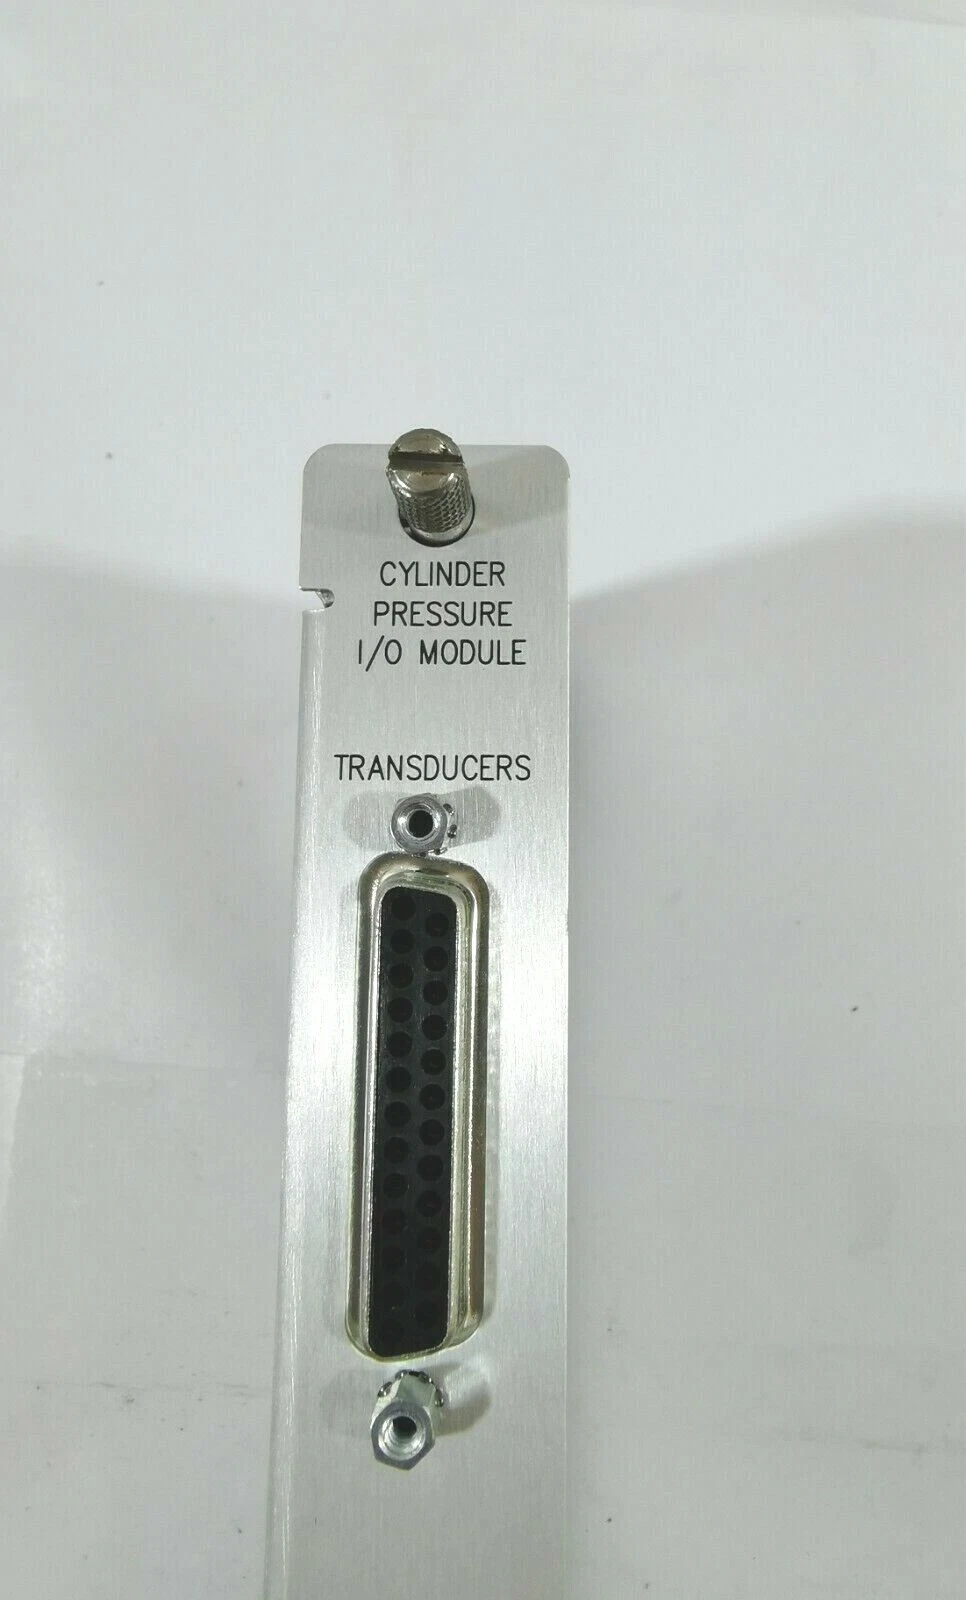 CYLINDER
PRESSURE
I/O MODULE
TRANSDUCERS